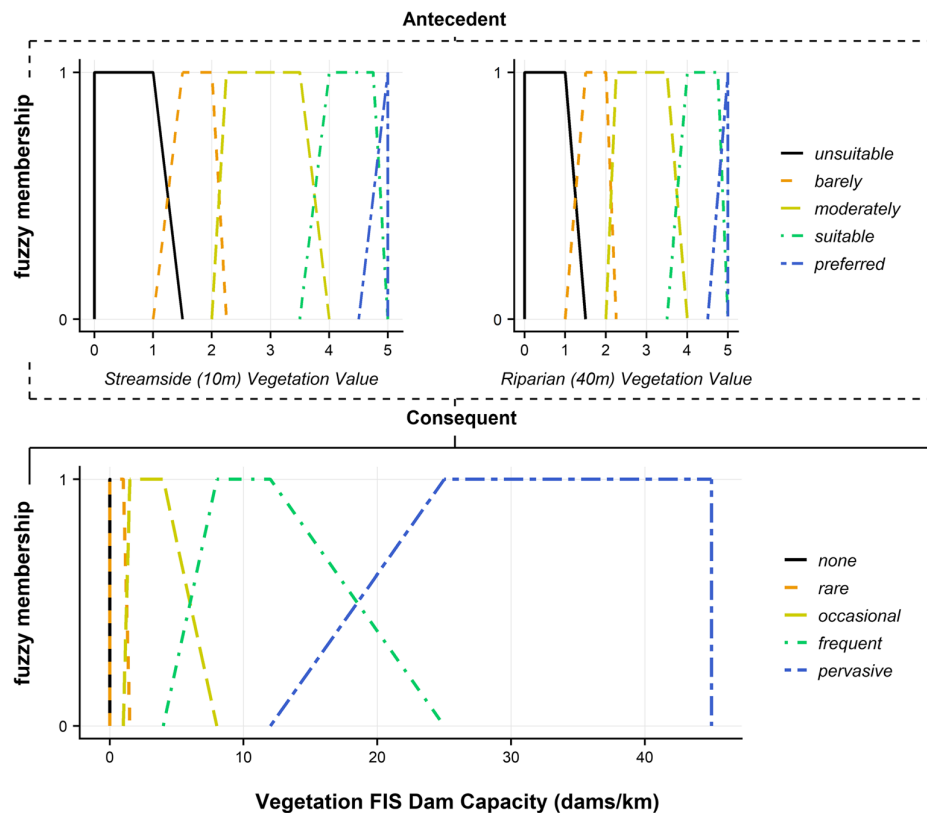 Antecedent
fuzzy membership
1
0
0 1 2 3 4 5
Streamside (10m) Vegetation Value
1
0
0 1 2 3 4 5
Riparian (40m) Vegetation Value
unsuitable
barely
moderately
suitable
preferred
Consequent
fuzzy membership
1
0
0 10 20 30 40
Vegetation FIS Dam Capacity (dams/km)
none
rare
occasional
frequent
pervasive